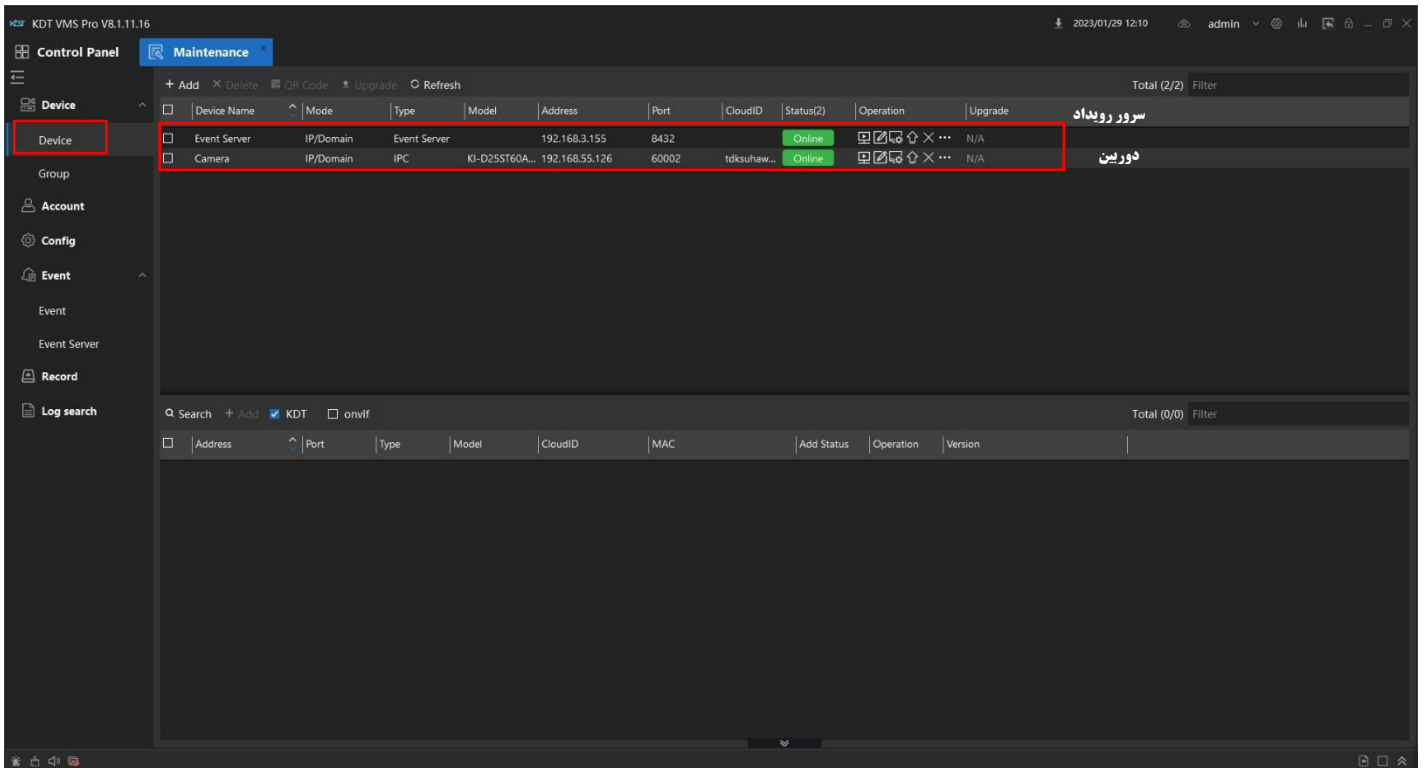 KDT KDT VMS Pro V8.1.11.16 2023/01/29 12:10 admin
Control Panel Maintenance
+ Add Delete QR Code Upgrade Refresh Total (2/2) Filter
Device
Device Name Mode Type Model Address Port CloudID Status(2) Operation Upgrade سرور رویداد
Device
Event Server IP/Domain Event Server 192.168.3.155 8432 Online N/A
Camera IP/Domain IPC KI-D25ST60A... 192.168.55.126 60002 tdksuhaw... Online N/A دوربین
Group
Account
Config
Event
Event
Event Server
Record
Log search
Search + Add KDT onvif Total (0/0) Filter
Address Port Type Model CloudID MAC Add Status Operation Version